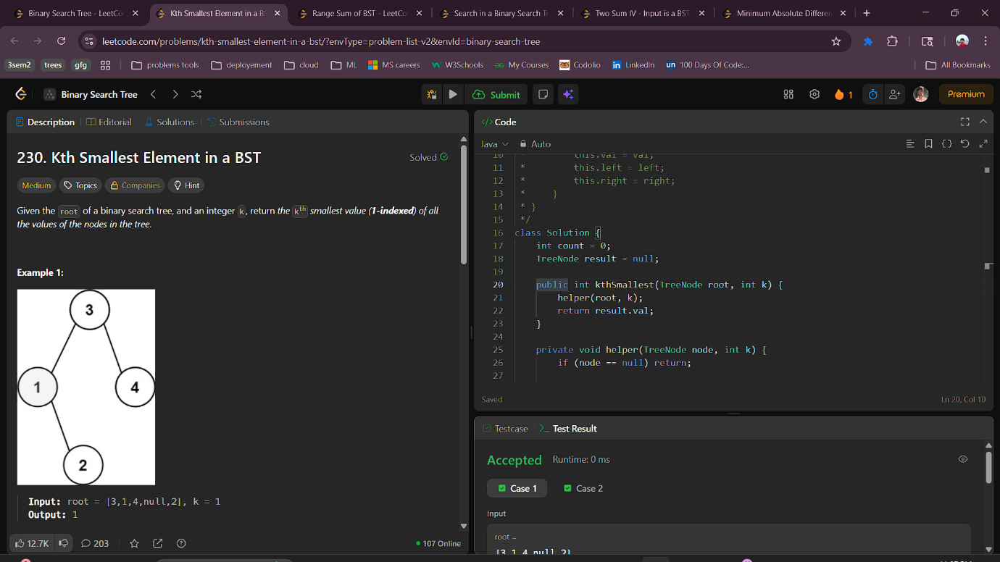 Binary Search Tree - LeetCo
Kth Smallest Element in a BS
Range Sum of BST - LeetCo
Search in a Binary Search Tr
Two Sum IV - Input is a BST
Minimum Absolute Differen
leetcode.com/problems/kth-smallest-element-in-a-bst/?envType=problem-list-v2&envId=binary-search-tree
3sem2 trees gfg problems tools deployement cloud ML MS careers W3Schools My Courses Codolio LinkedIn 100 Days Of Code:... All Bookmarks
Binary Search Tree Submit 1 Premium
Description Editorial Solutions Submissions
230. Kth Smallest Element in a BST Solved
Medium Topics Companies Hint
Given the root of a binary search tree, and an integer k, return the kth smallest value (1-indexed) of all
the values of the nodes in the tree.
Example 1:
3
1 4
2
Input: root = [3,1,4,null,2], k = 1
Output: 1
12.7K 203 107 Online
</> Code
Java Auto
10 * this.val = val;
11 * this.left = left;
12 * this.right = right;
13 * }
14 * }
15 */
16 class Solution {
17 int count = 0;
18 TreeNode result = null;
19
20 public int kthSmallest(TreeNode root, int k) {
21 helper(root, k);
22 return result.val;
23 }
24
25 private void helper(TreeNode node, int k) {
26 if (node == null) return;
27
Saved Ln 20, Col 10
Testcase >_ Test Result
Accepted Runtime: 0 ms
Case 1 Case 2
Input
root =
[3,1,4,null,2]